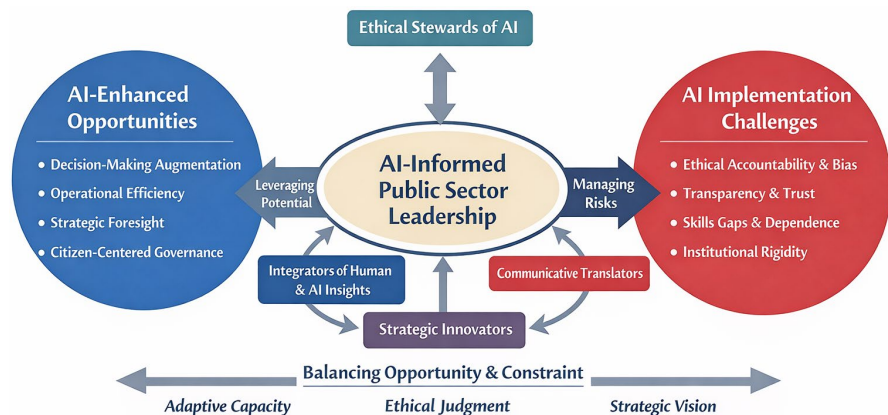 Ethical Stewards of AI
AI-Enhanced
Opportunities
• Decision-Making Augmentation
• Operational Efficiency
• Strategic Foresight
• Citizen-Centered Governance
Leveraging
Potential
AI-Informed
Public Sector
Leadership
Managing
Risks
AI Implementation
Challenges
• Ethical Accountability & Bias
• Transparency & Trust
• Skills Gaps & Dependence
• Institutional Rigidity
Integrators of Human
& AI Insights
Communicative Translators
Strategic Innovators
Balancing Opportunity & Constraint
Adaptive Capacity
Ethical Judgment
Strategic Vision